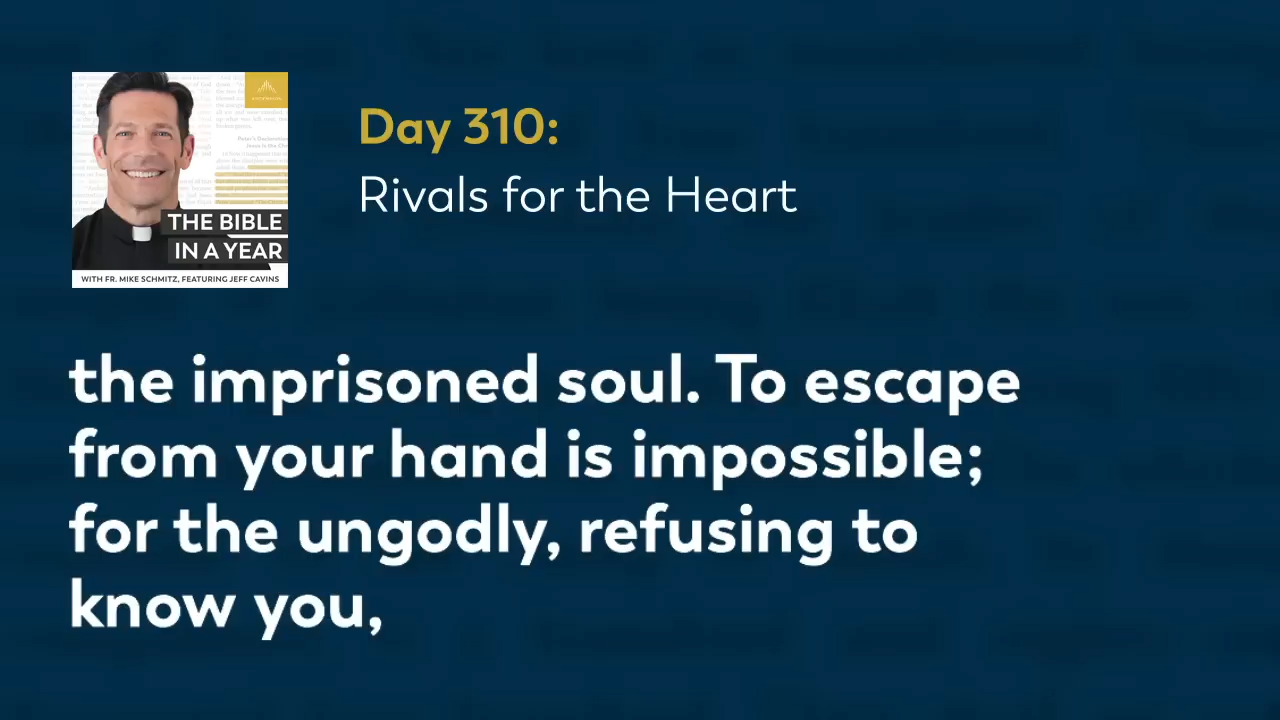 Day 310:
Rivals for the Heart
THE BIBLE
IN A YEAR
WITH FR. MIKE SCHMITZ, FEATURING JEFF CAVINS
the imprisoned soul. To escape
from your hand is impossible;
for the ungodly, refusing to
know you,